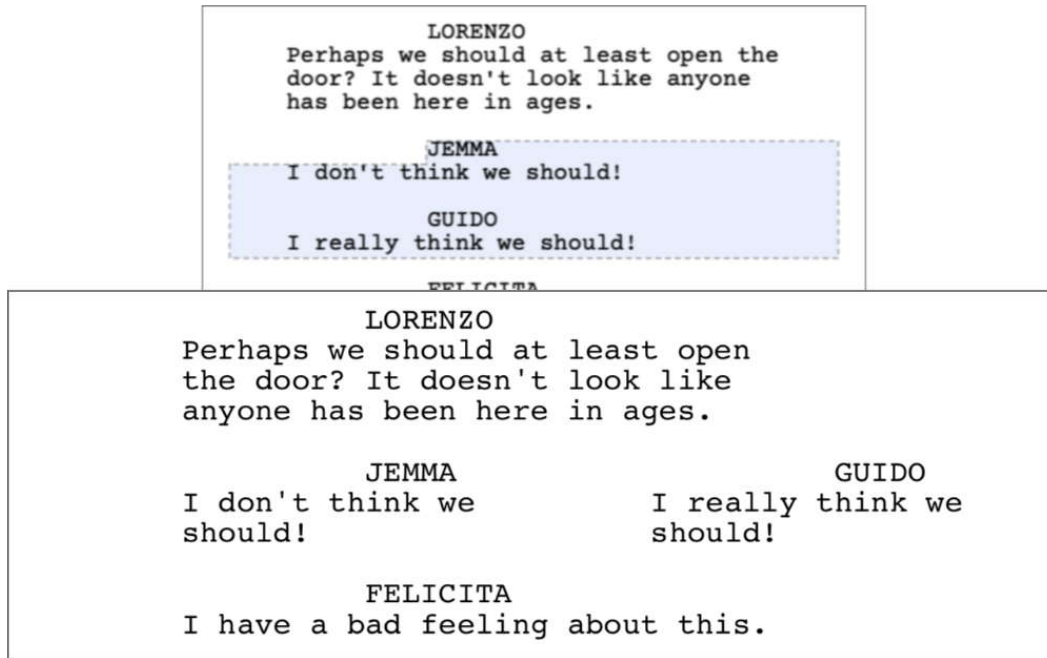 LORENZO
Perhaps we should at least open the
door? It doesn't look like anyone
has been here in ages.
JEMMA
I don't think we should!
GUIDO
I really think we should!
FELICITA
LORENZO
Perhaps we should at least open
the door? It doesn't look like
anyone has been here in ages.
JEMMA GUIDO
I don't think we I really think we
should! should!
FELICITA
I have a bad feeling about this.